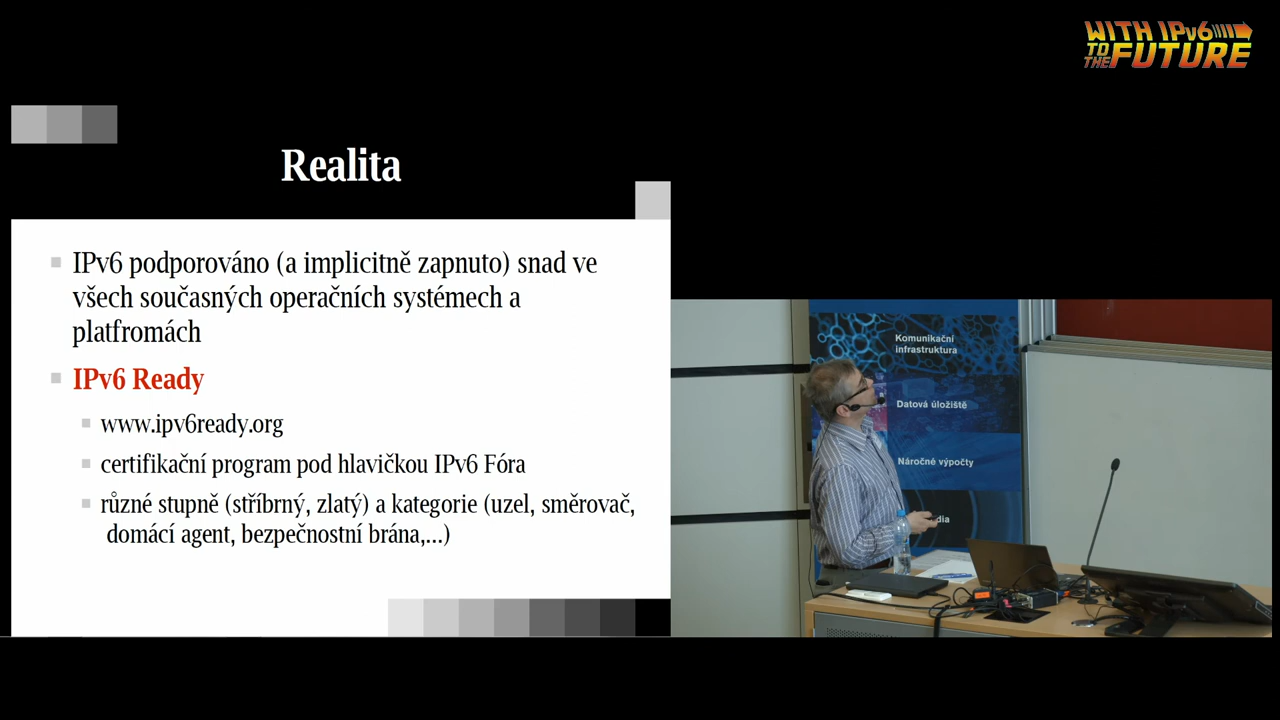 WITH IPv6
TO
THE FUTURE
Realita
IPv6 podporováno (a implicitně zapnuto) snad ve
všech současných operačních systémech a
platfromách
IPv6 Ready
www.ipv6ready.org
certifikační program pod hlavičkou IPv6 Fóra
různé stupně (stříbrný, zlatý) a kategorie (uzel, směrovač,
domácí agent, bezpečnostní brána,...)
Komunikační
infrastruktura
Datová úložiště
Náročné výpočty